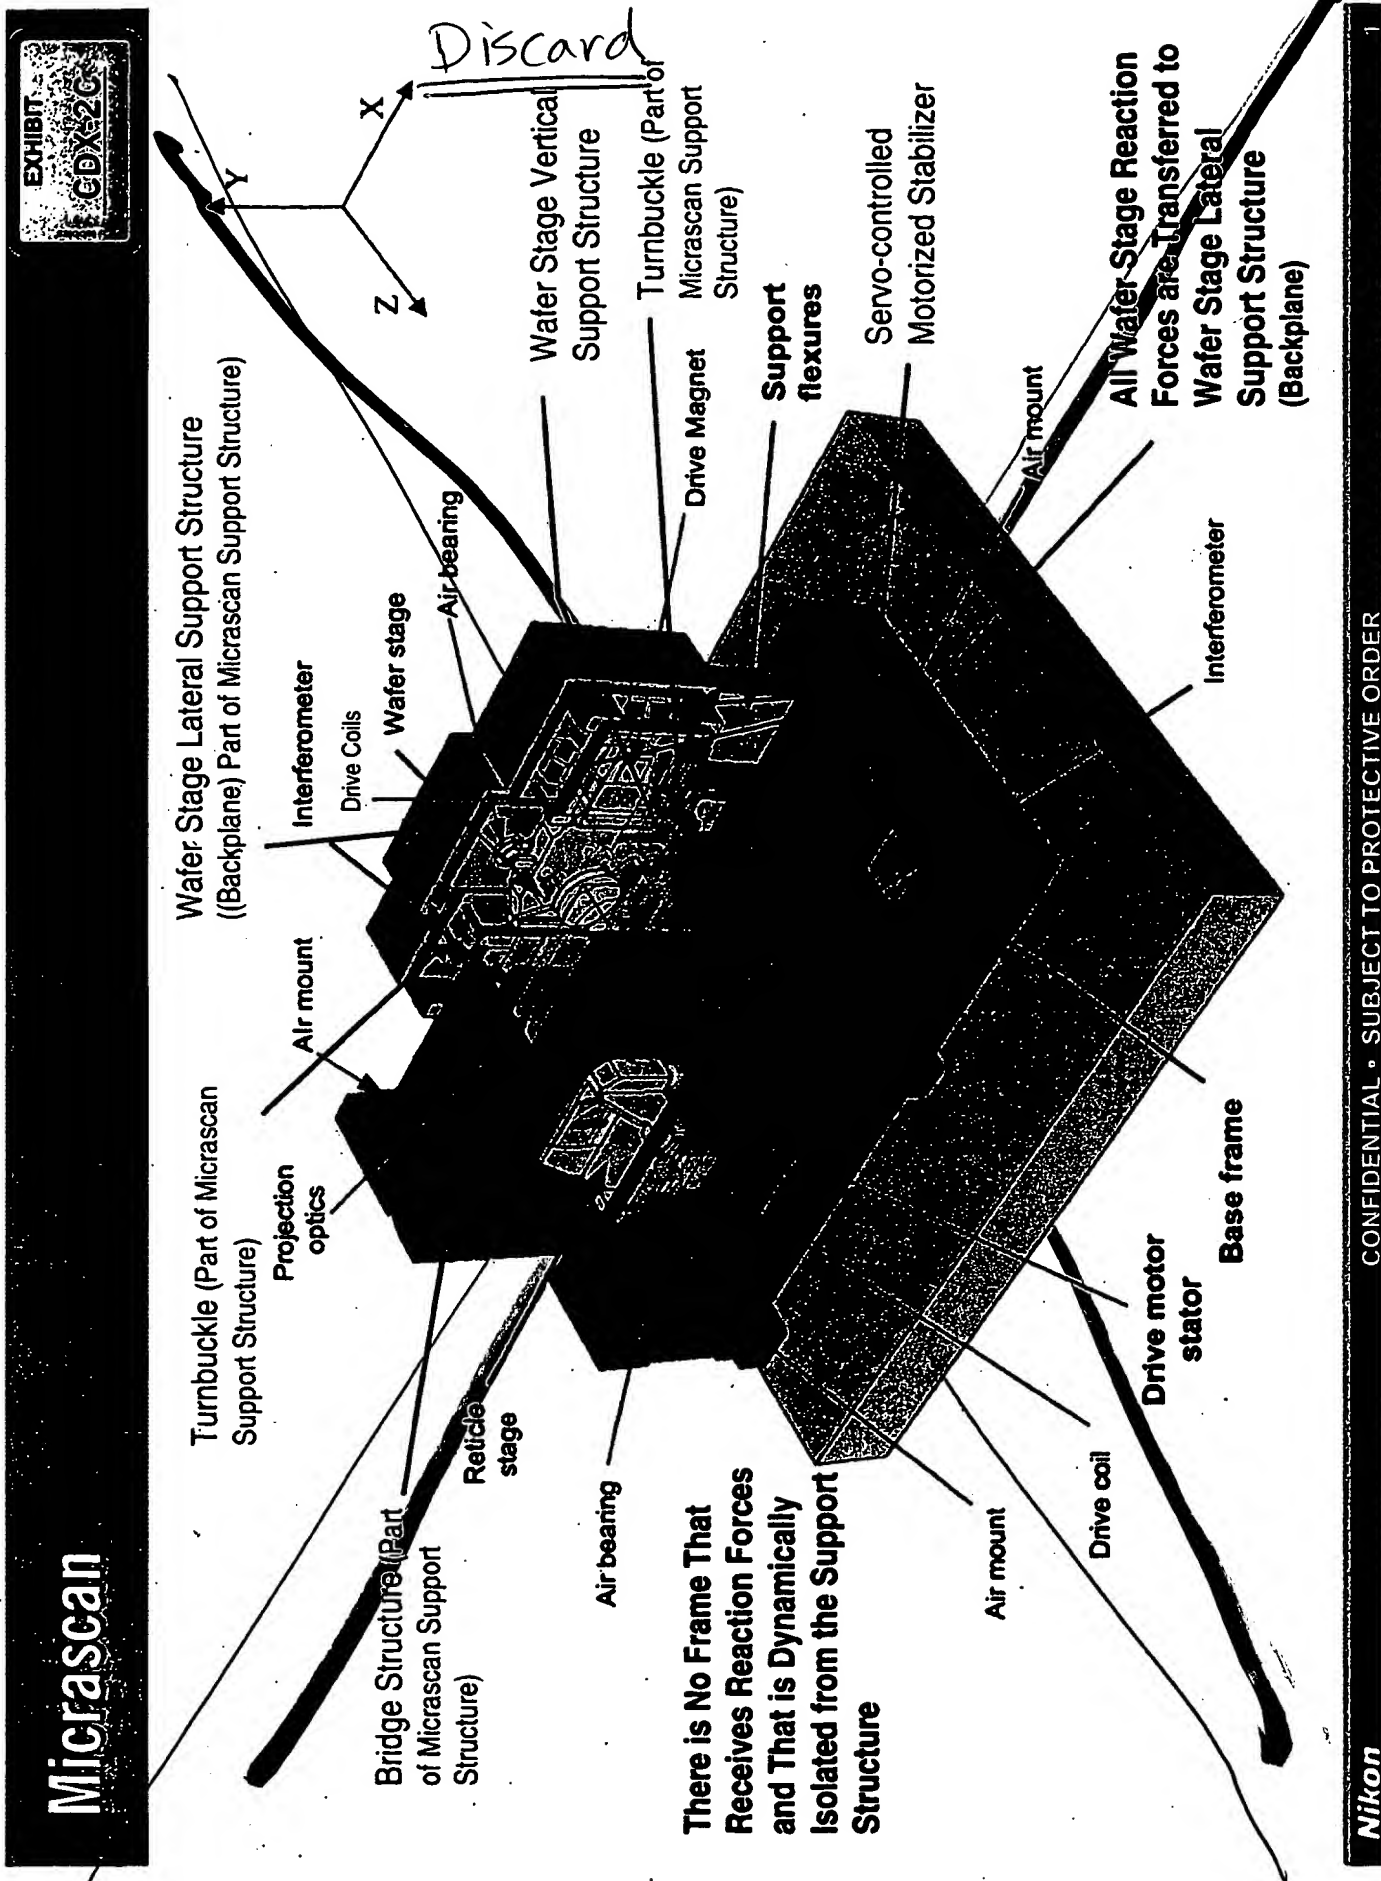 Micrascan
EXHIBIT
CDX-2C
Discard
Y
X
Z
Wafer Stage Lateral Support Structure
((Backplane) Part of Micrascan Support Structure)
Turnbuckle (Part of Micrascan
Support Structure)
Projection
optics
Air mount
Interferometer
Drive Coils
Wafer stage
Air bearing
Wafer Stage Vertical
Support Structure
Turnbuckle (Part of
Micrascan Support
Structure)
Drive Magnet
Support
flexures
Servo-controlled
Motorized Stabilizer
Bridge Structure (Part
of Micrascan Support
Structure)
Reticle
stage
Air bearing
There is No Frame That
Receives Reaction Forces
and That is Dynamically
Isolated from the Support
Structure
Air mount
Drive coil
Drive motor
stator
Base frame
Interferometer
Air mount
All Wafer Stage Reaction
Forces are Transferred to
Wafer Stage Lateral
Support Structure
(Backplane)
Nikon
CONFIDENTIAL • SUBJECT TO PROTECTIVE ORDER
1